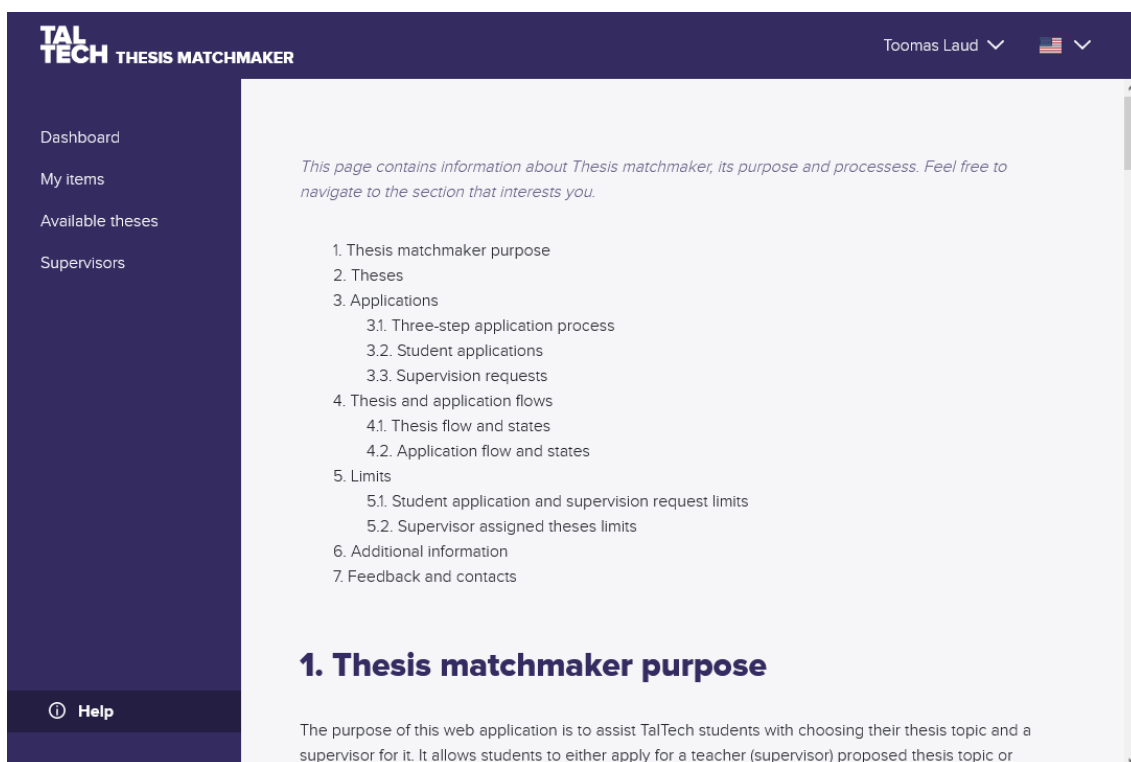 TAL
TECH THESIS MATCHMAKER
Toomas Laud
Dashboard
My items
Available theses
Supervisors
Help
This page contains information about Thesis matchmaker, its purpose and processess. Feel free to
navigate to the section that interests you.
1. Thesis matchmaker purpose
2. Theses
3. Applications
3.1. Three-step application process
3.2. Student applications
3.3. Supervision requests
4. Thesis and application flows
4.1. Thesis flow and states
4.2. Application flow and states
5. Limits
5.1. Student application and supervision request limits
5.2. Supervisor assigned theses limits
6. Additional information
7. Feedback and contacts
1. Thesis matchmaker purpose
The purpose of this web application is to assist TalTech students with choosing their thesis topic and a
supervisor for it. It allows students to either apply for a teacher (supervisor) proposed thesis topic or